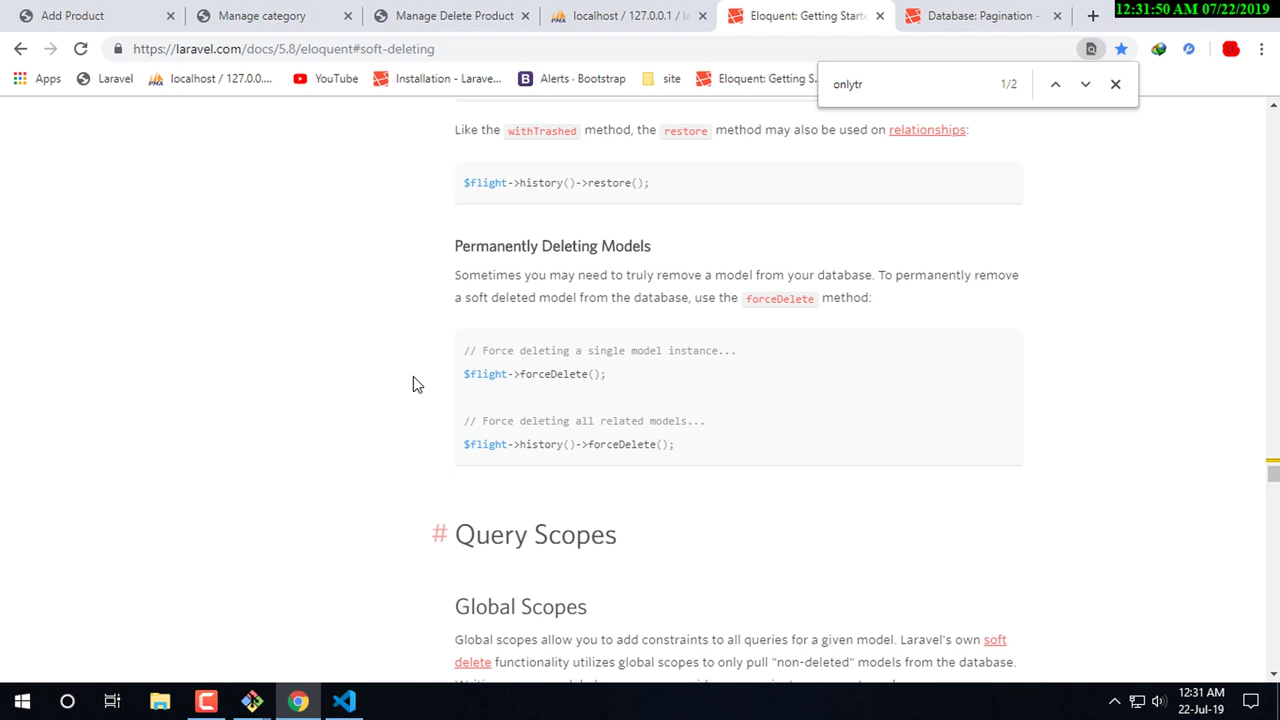 Add Product
Manage category
Manage Delete Product
localhost / 127.0.0.1 / la
Eloquent: Getting Starte
Database: Pagination -
12:31:50 AM 07/22/2019
https://laravel.com/docs/5.8/eloquent#soft-deleting
Apps
Laravel
localhost / 127.0.0....
YouTube
Installation - Larave...
Alerts · Bootstrap
site
Eloquent: Getting S...
onlytr
1/2
Like the withTrashed method, the restore method may also be used on relationships:
$flight->history()->restore();
Permanently Deleting Models
Sometimes you may need to truly remove a model from your database. To permanently remove
a soft deleted model from the database, use the forceDelete method:
// Force deleting a single model instance...
$flight->forceDelete();
// Force deleting all related models...
$flight->history()->forceDelete();
# Query Scopes
Global Scopes
Global scopes allow you to add constraints to all queries for a given model. Laravel's own soft
delete functionality utilizes global scopes to only pull "non-deleted" models from the database.
12:31 AM
22-Jul-19